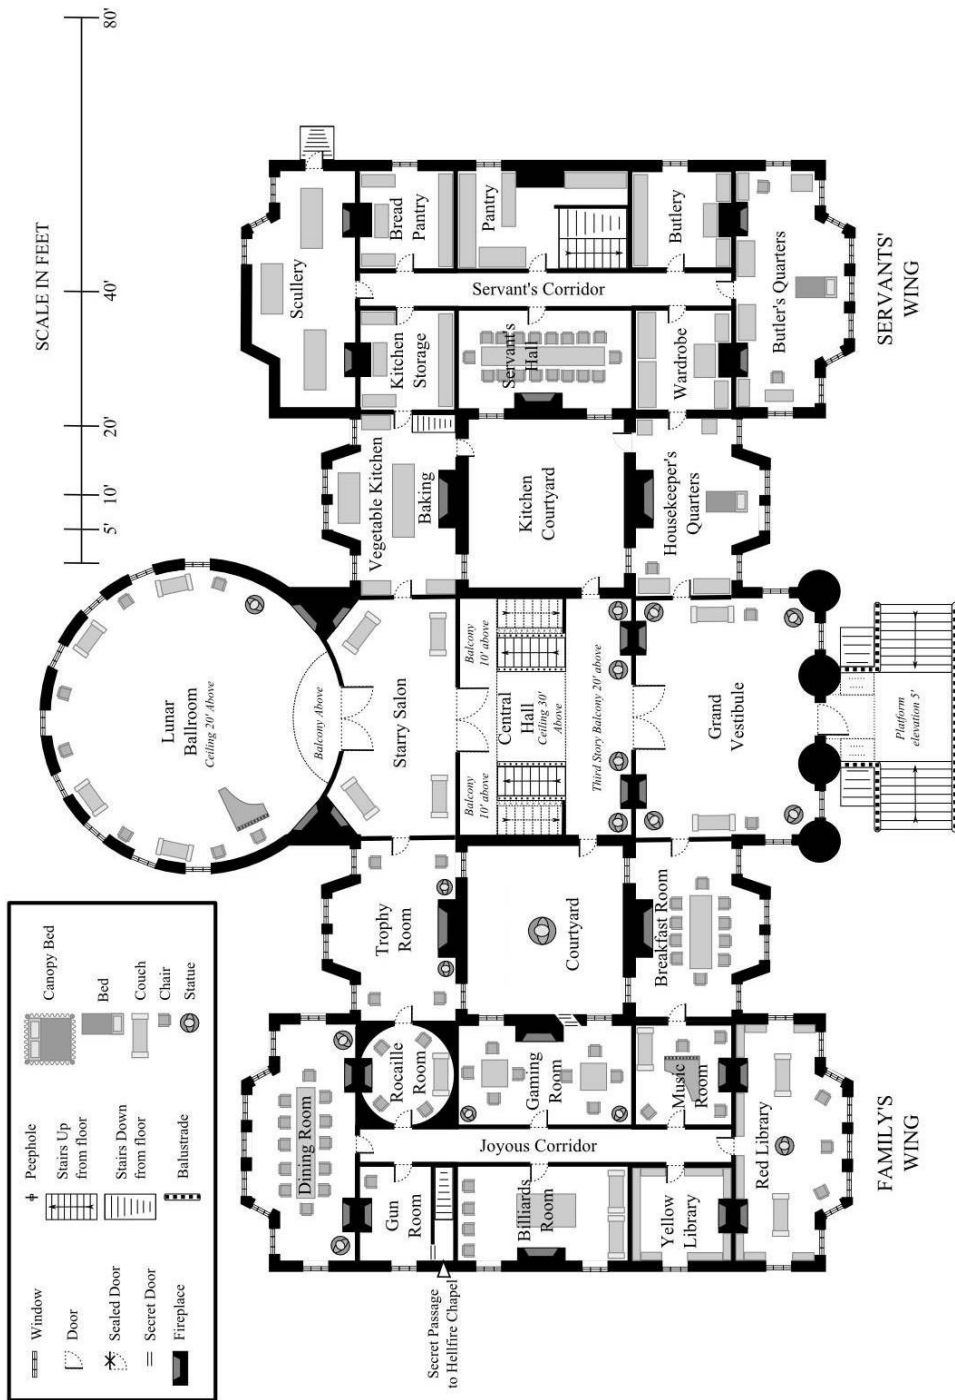 SCALE IN FEET
5'
10'
20'
40'
80'
Window
Door
Sealed Door
Secret Door
Fireplace
Peephole
Stairs Up
from floor
Stairs Down
from floor
Balustrade
Canopy Bed
Bed
Couch
Chair
Statue
Dining Room
Gun
Room
Rocaille
Room
Secret Passage
to Hellfire Chapel
Joyous Corridor
Billiards
Room
Gaming
Room
Yellow
Library
Music
Room
Red Library
FAMILY'S
WING
Trophy
Room
Courtyard
Breakfast Room
Lunar
Ballroom
Ceiling 20' Above
Balcony Above
Starry Salon
Balcony
10' above
Central
Hall
Ceiling 30'
Above
Balcony
10' above
Third Story Balcony 20' above
Grand
Vestibule
Platform
elevation 5'
Vegetable Kitchen
Baking
Kitchen
Courtyard
Housekeeper's
Quarters
Scullery
Kitchen
Storage
Bread
Pantry
Servant's
Hall
Servant's Corridor
Pantry
Wardrobe
Butlery
Butler's Quarters
SERVANTS'
WING